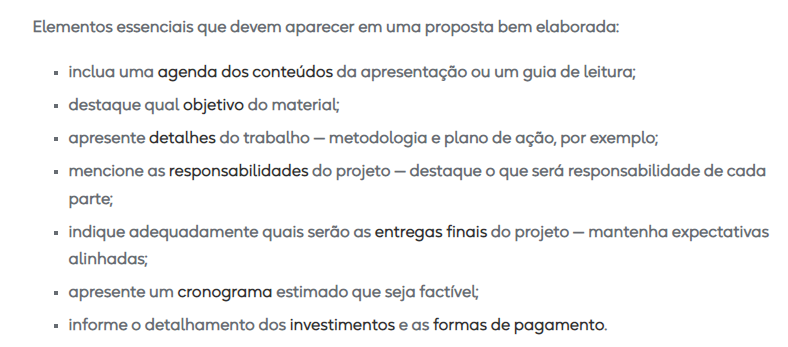 Elementos essenciais que devem aparecer em uma proposta bem elaborada:
▪ inclua uma agenda dos conteúdos da apresentação ou um guia de leitura;
▪ destaque qual objetivo do material;
▪ apresente detalhes do trabalho — metodologia e plano de ação, por exemplo;
▪ mencione as responsabilidades do projeto — destaque o que será responsabilidade de cada
parte;
▪ indique adequadamente quais serão as entregas finais do projeto — mantenha expectativas
alinhadas;
▪ apresente um cronograma estimado que seja factível;
▪ informe o detalhamento dos investimentos e as formas de pagamento.